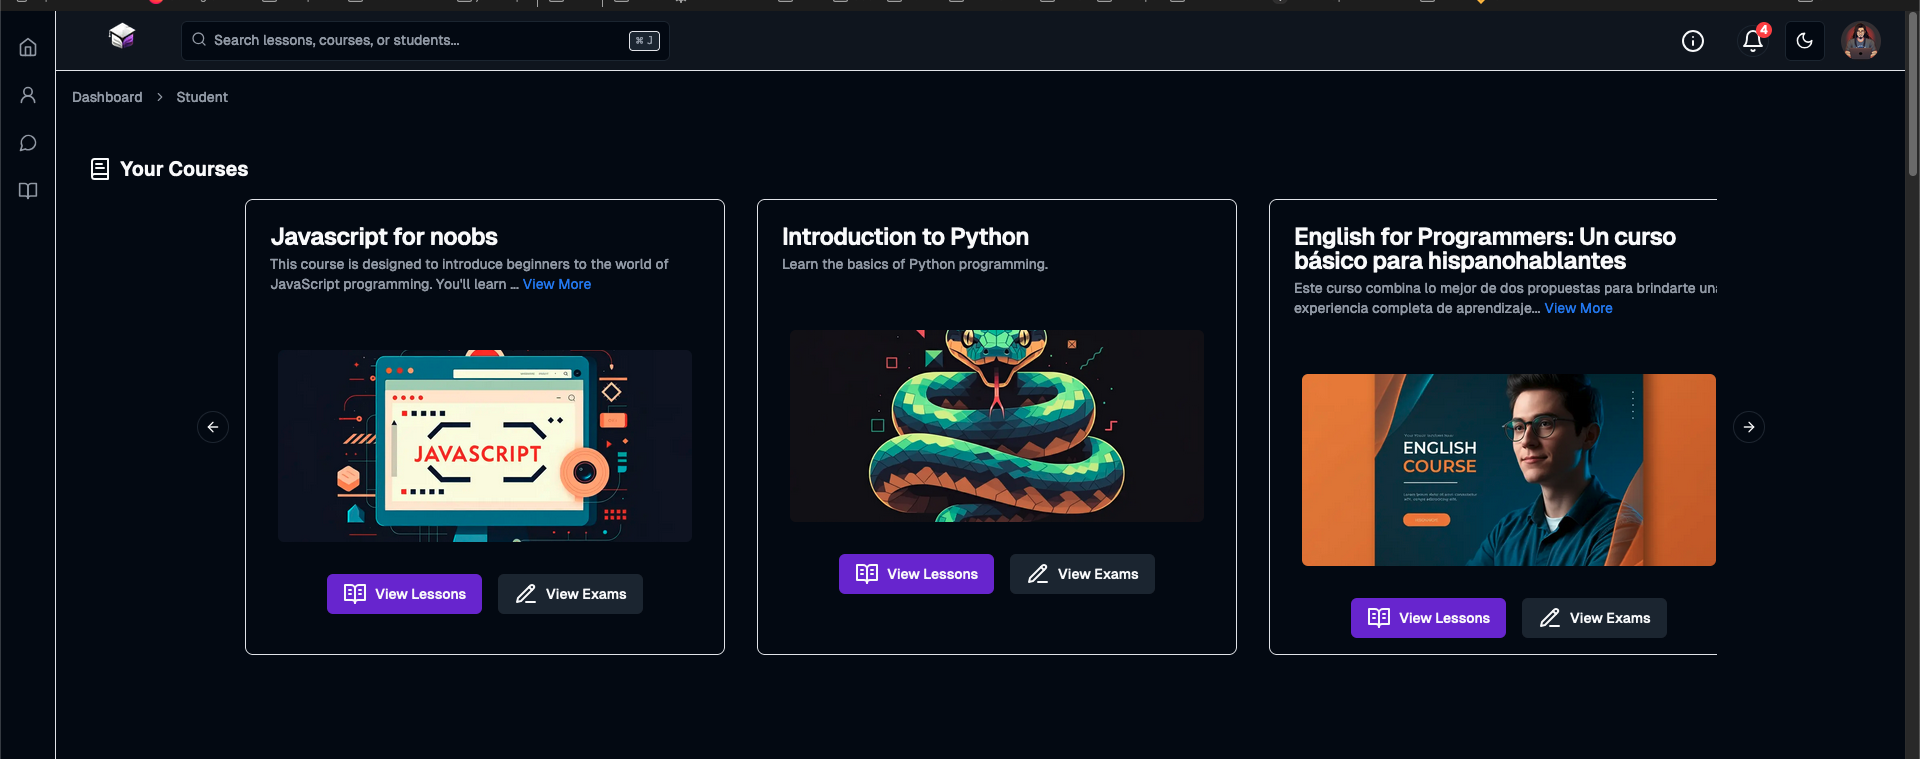 Search lessons, courses, or students...
⌘ J
4
Dashboard
Student
Your Courses
Javascript for noobs
This course is designed to introduce beginners to the world of
JavaScript programming. You'll learn ... View More
JAVASCRIPT
View Lessons
View Exams
Introduction to Python
Learn the basics of Python programming.
View Lessons
View Exams
English for Programmers: Un curso
básico para hispanohablantes
Este curso combina lo mejor de dos propuestas para brindarte una
experiencia completa de aprendizaje... View More
ENGLISH
COURSE
View Lessons
View Exams